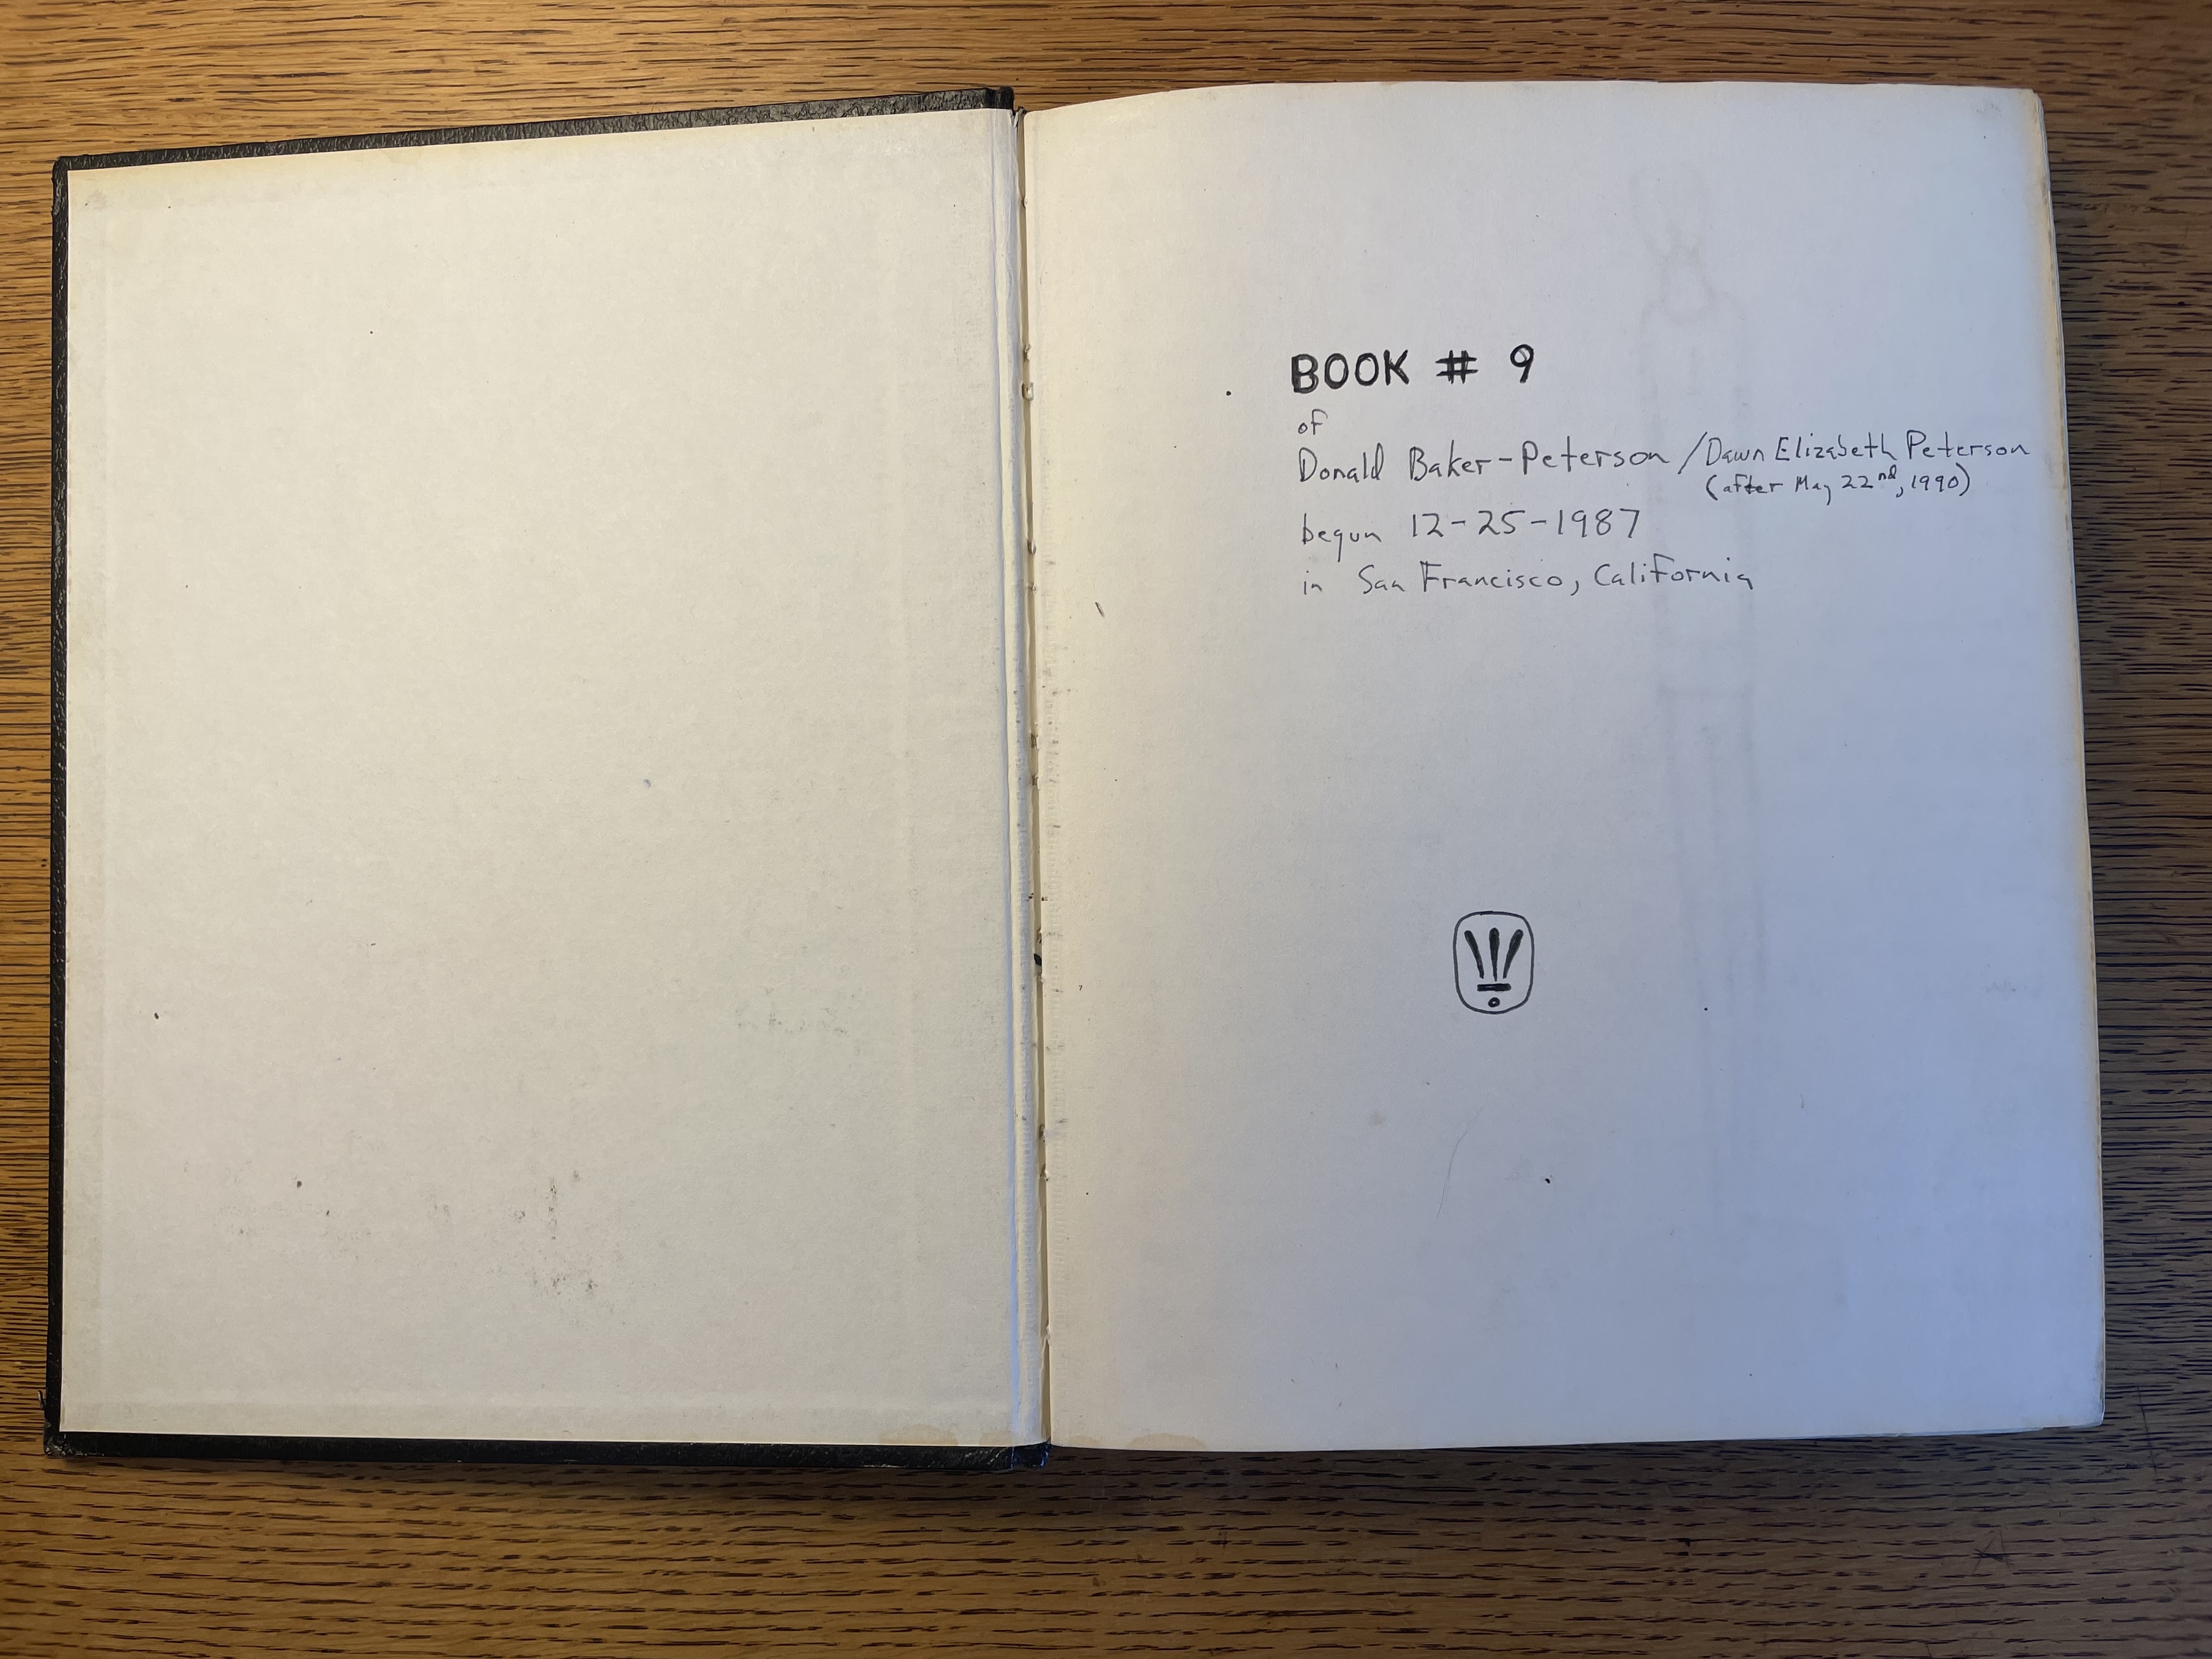 BOOK # 9
of
Donald Baker-Peterson / Dawn Elizabeth Peterson
(after May 22nd, 1990)
begun 12-25-1987
in San Francisco, California